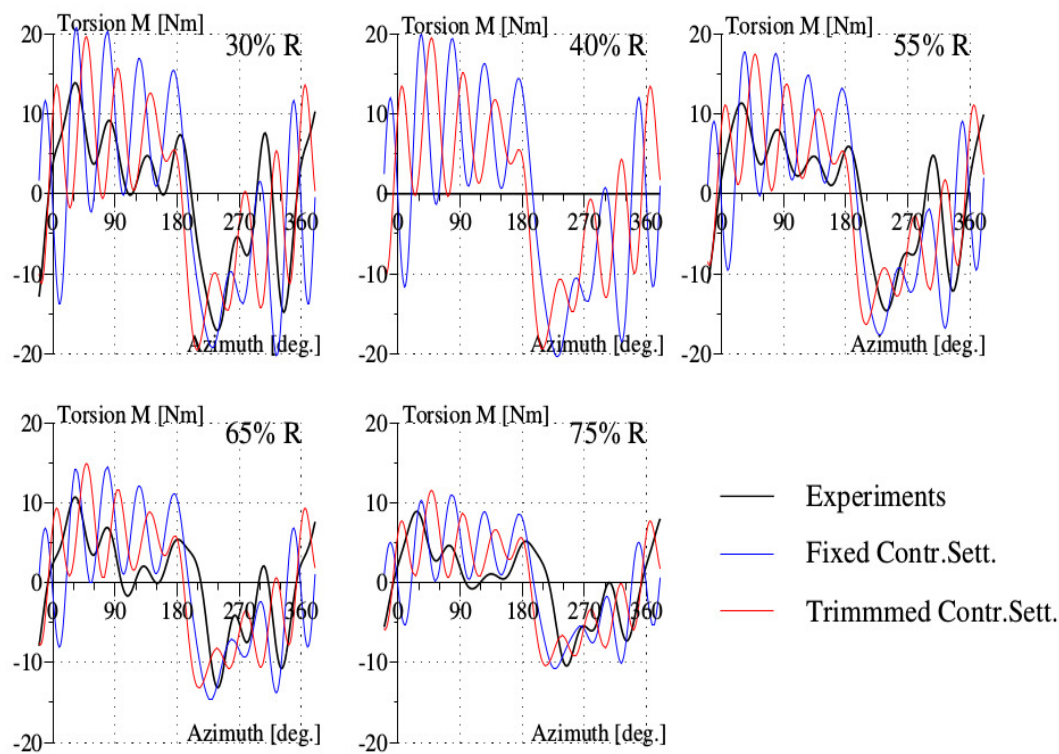 Torsion M [Nm]
30% R
20
10
0
-10
-20
0 90 180 270 360
Azimuth [deg.]
Torsion M [Nm]
40% R
20
10
0
-10
-20
0 90 180 270 360
Azimuth [deg.]
Torsion M [Nm]
55% R
20
10
0
-10
-20
0 90 180 270 360
Azimuth [deg.]
Torsion M [Nm]
65% R
20
10
0
-10
-20
0 90 180 270 360
Azimuth [deg.]
Torsion M [Nm]
75% R
20
10
0
-10
-20
0 90 180 270 360
Azimuth [deg.]
Experiments
Fixed Contr.Sett.
Trimmmed Contr.Sett.